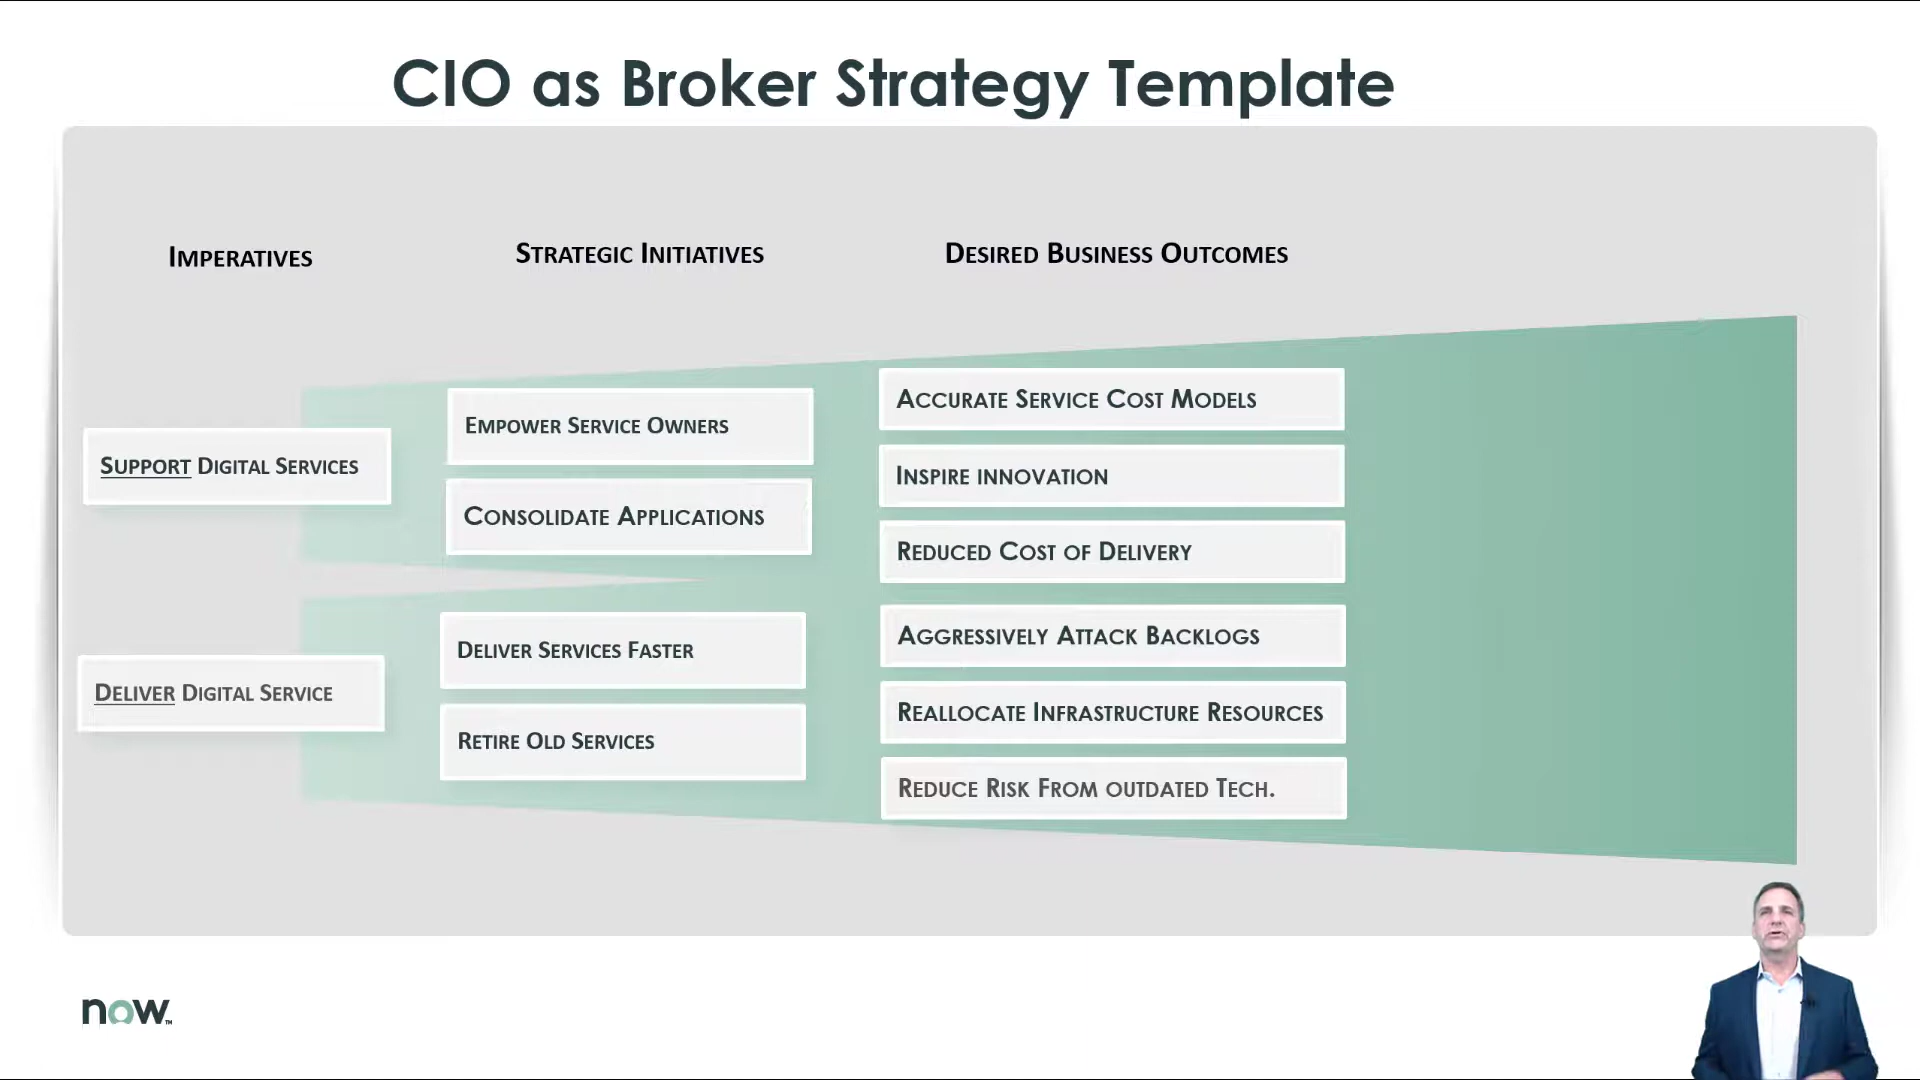 CIO as Broker Strategy Template
Imperatives
Strategic Initiatives
Desired Business Outcomes
Support Digital Services
Empower Service Owners
Consolidate Applications
Accurate Service Cost Models
Inspire innovation
Reduced Cost of Delivery
Deliver Digital Service
Deliver Services Faster
Retire Old Services
Aggressively Attack Backlogs
Reallocate Infrastructure Resources
Reduce Risk From outdated Tech.
now™